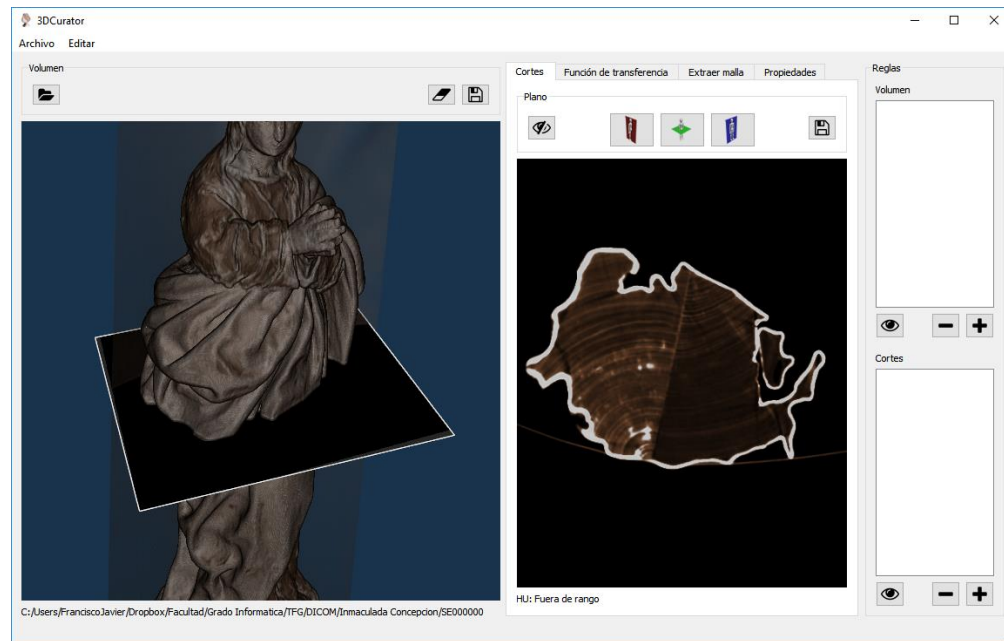 3DCurator
Archivo Editar
Volumen
Cortes Función de transferencia Extraer malla Propiedades
Reglas
Plano
Volumen
Cortes
HU: Fuera de rango
C:/Users/FranciscoJavier/Dropbox/Facultad/Grado Informatica/TFG/DICOM/Inmaculada Concepcion/SE000000